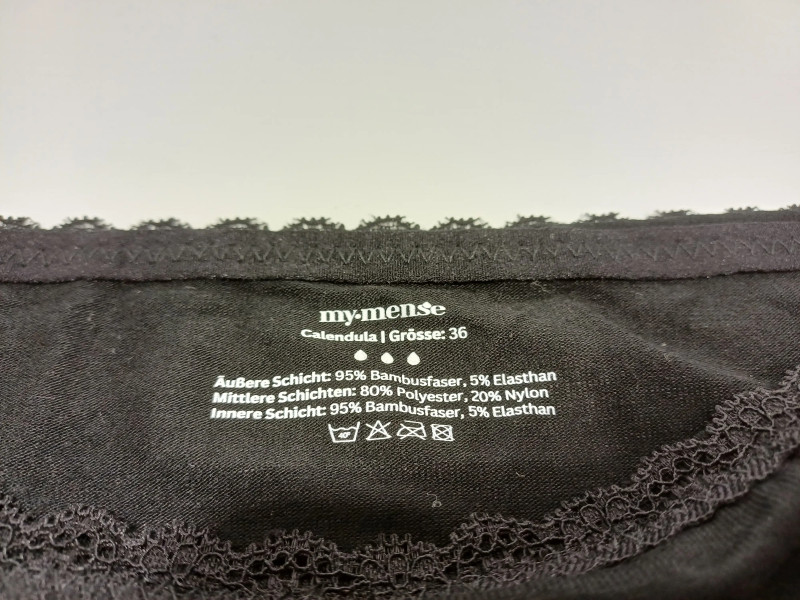 my.mense
Calendula | Grösse: 36
Äußere Schicht: 95% Bambusfaser, 5% Elasthan
Mittlere Schichten: 80% Polyester, 20% Nylon
Innere Schicht: 95% Bambusfaser, 5% Elasthan
40°